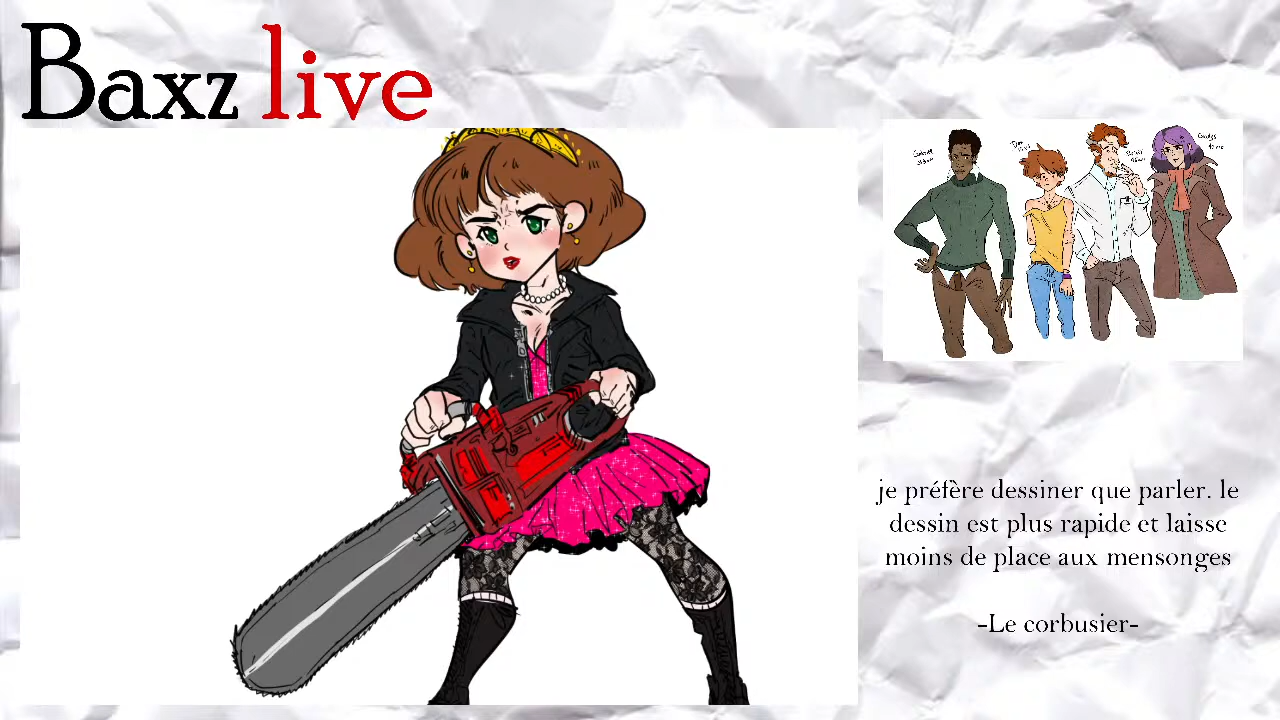 Baxz live
je préfère dessiner que parler. le
dessin est plus rapide et laisse
moins de place aux mensonges
-Le corbusier-